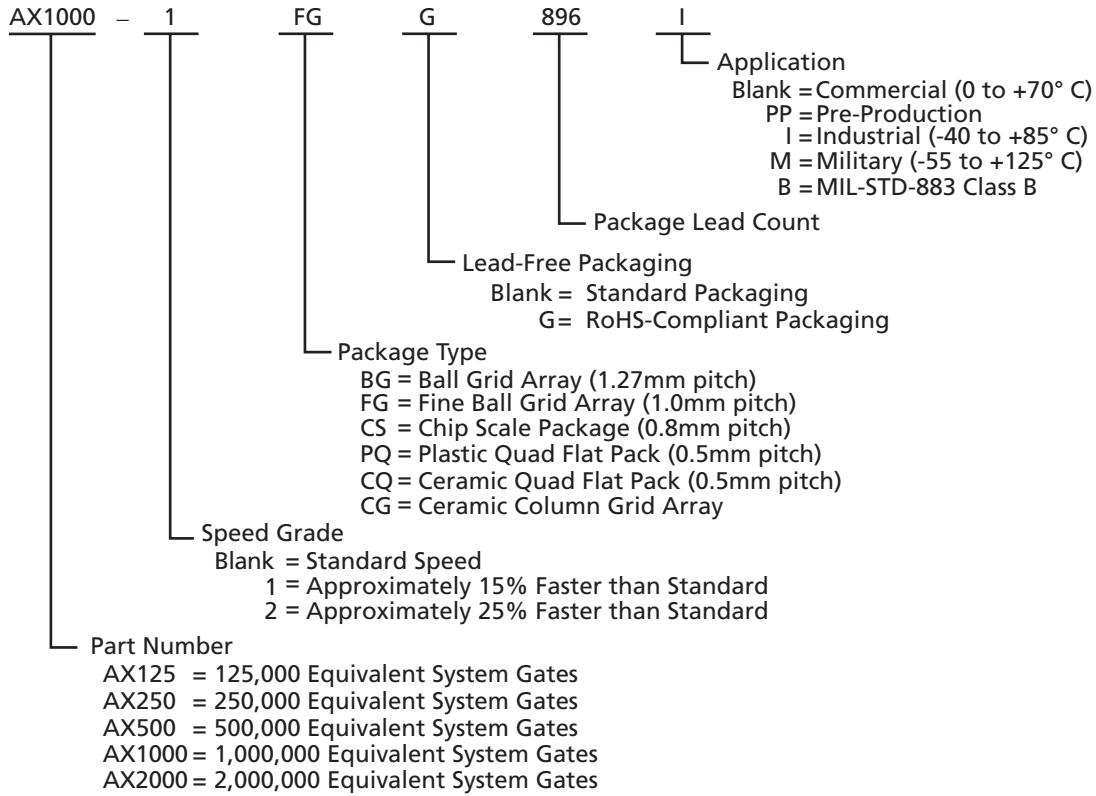 AX1000 – 1 FG G 896 I
Application
Blank = Commercial (0 to +70° C)
PP = Pre-Production
I = Industrial (-40 to +85° C)
M = Military (-55 to +125° C)
B = MIL-STD-883 Class B
Package Lead Count
Lead-Free Packaging
Blank = Standard Packaging
G= RoHS-Compliant Packaging
Package Type
BG = Ball Grid Array (1.27mm pitch)
FG = Fine Ball Grid Array (1.0mm pitch)
CS = Chip Scale Package (0.8mm pitch)
PQ = Plastic Quad Flat Pack (0.5mm pitch)
CQ = Ceramic Quad Flat Pack (0.5mm pitch)
CG = Ceramic Column Grid Array
Speed Grade
Blank = Standard Speed
1 = Approximately 15% Faster than Standard
2 = Approximately 25% Faster than Standard
Part Number
AX125 = 125,000 Equivalent System Gates
AX250 = 250,000 Equivalent System Gates
AX500 = 500,000 Equivalent System Gates
AX1000 = 1,000,000 Equivalent System Gates
AX2000 = 2,000,000 Equivalent System Gates